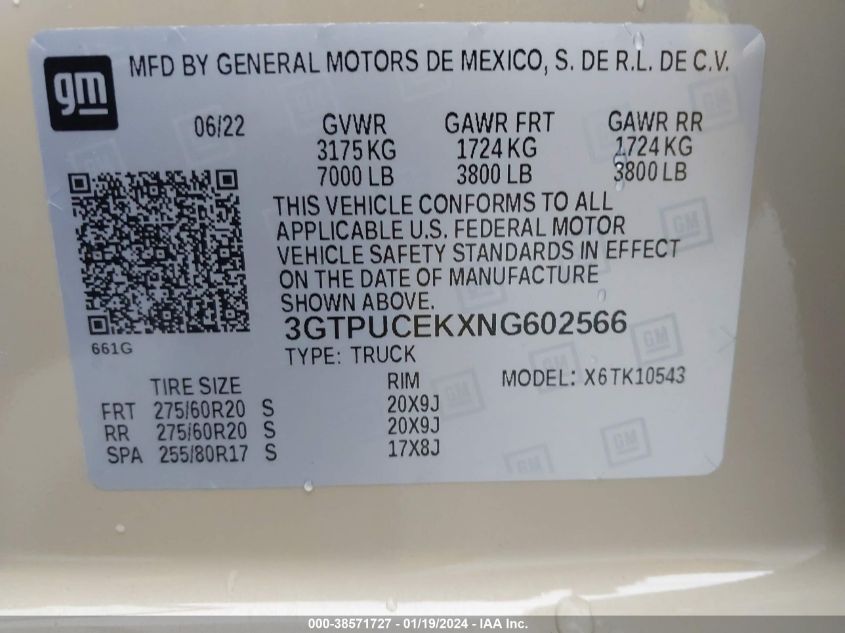 gm
MFD BY GENERAL MOTORS DE MEXICO, S. DE R.L. DE C.V.
06/22 GVWR GAWR FRT GAWR RR
3175 KG 1724 KG 1724 KG
7000 LB 3800 LB 3800 LB
THIS VEHICLE CONFORMS TO ALL
APPLICABLE U.S. FEDERAL MOTOR
VEHICLE SAFETY STANDARDS IN EFFECT
ON THE DATE OF MANUFACTURE
SHOWN ABOVE.
3GTPUCEKXNG602566
661G
TYPE: TRUCK
TIRE SIZE RIM MODEL: X6TK10543
FRT 275/60R20 S 20X9J
RR 275/60R20 S 20X9J
SPA 255/80R17 S 17X8J
000-38571727 - 01/19/2024 - IAA Inc.